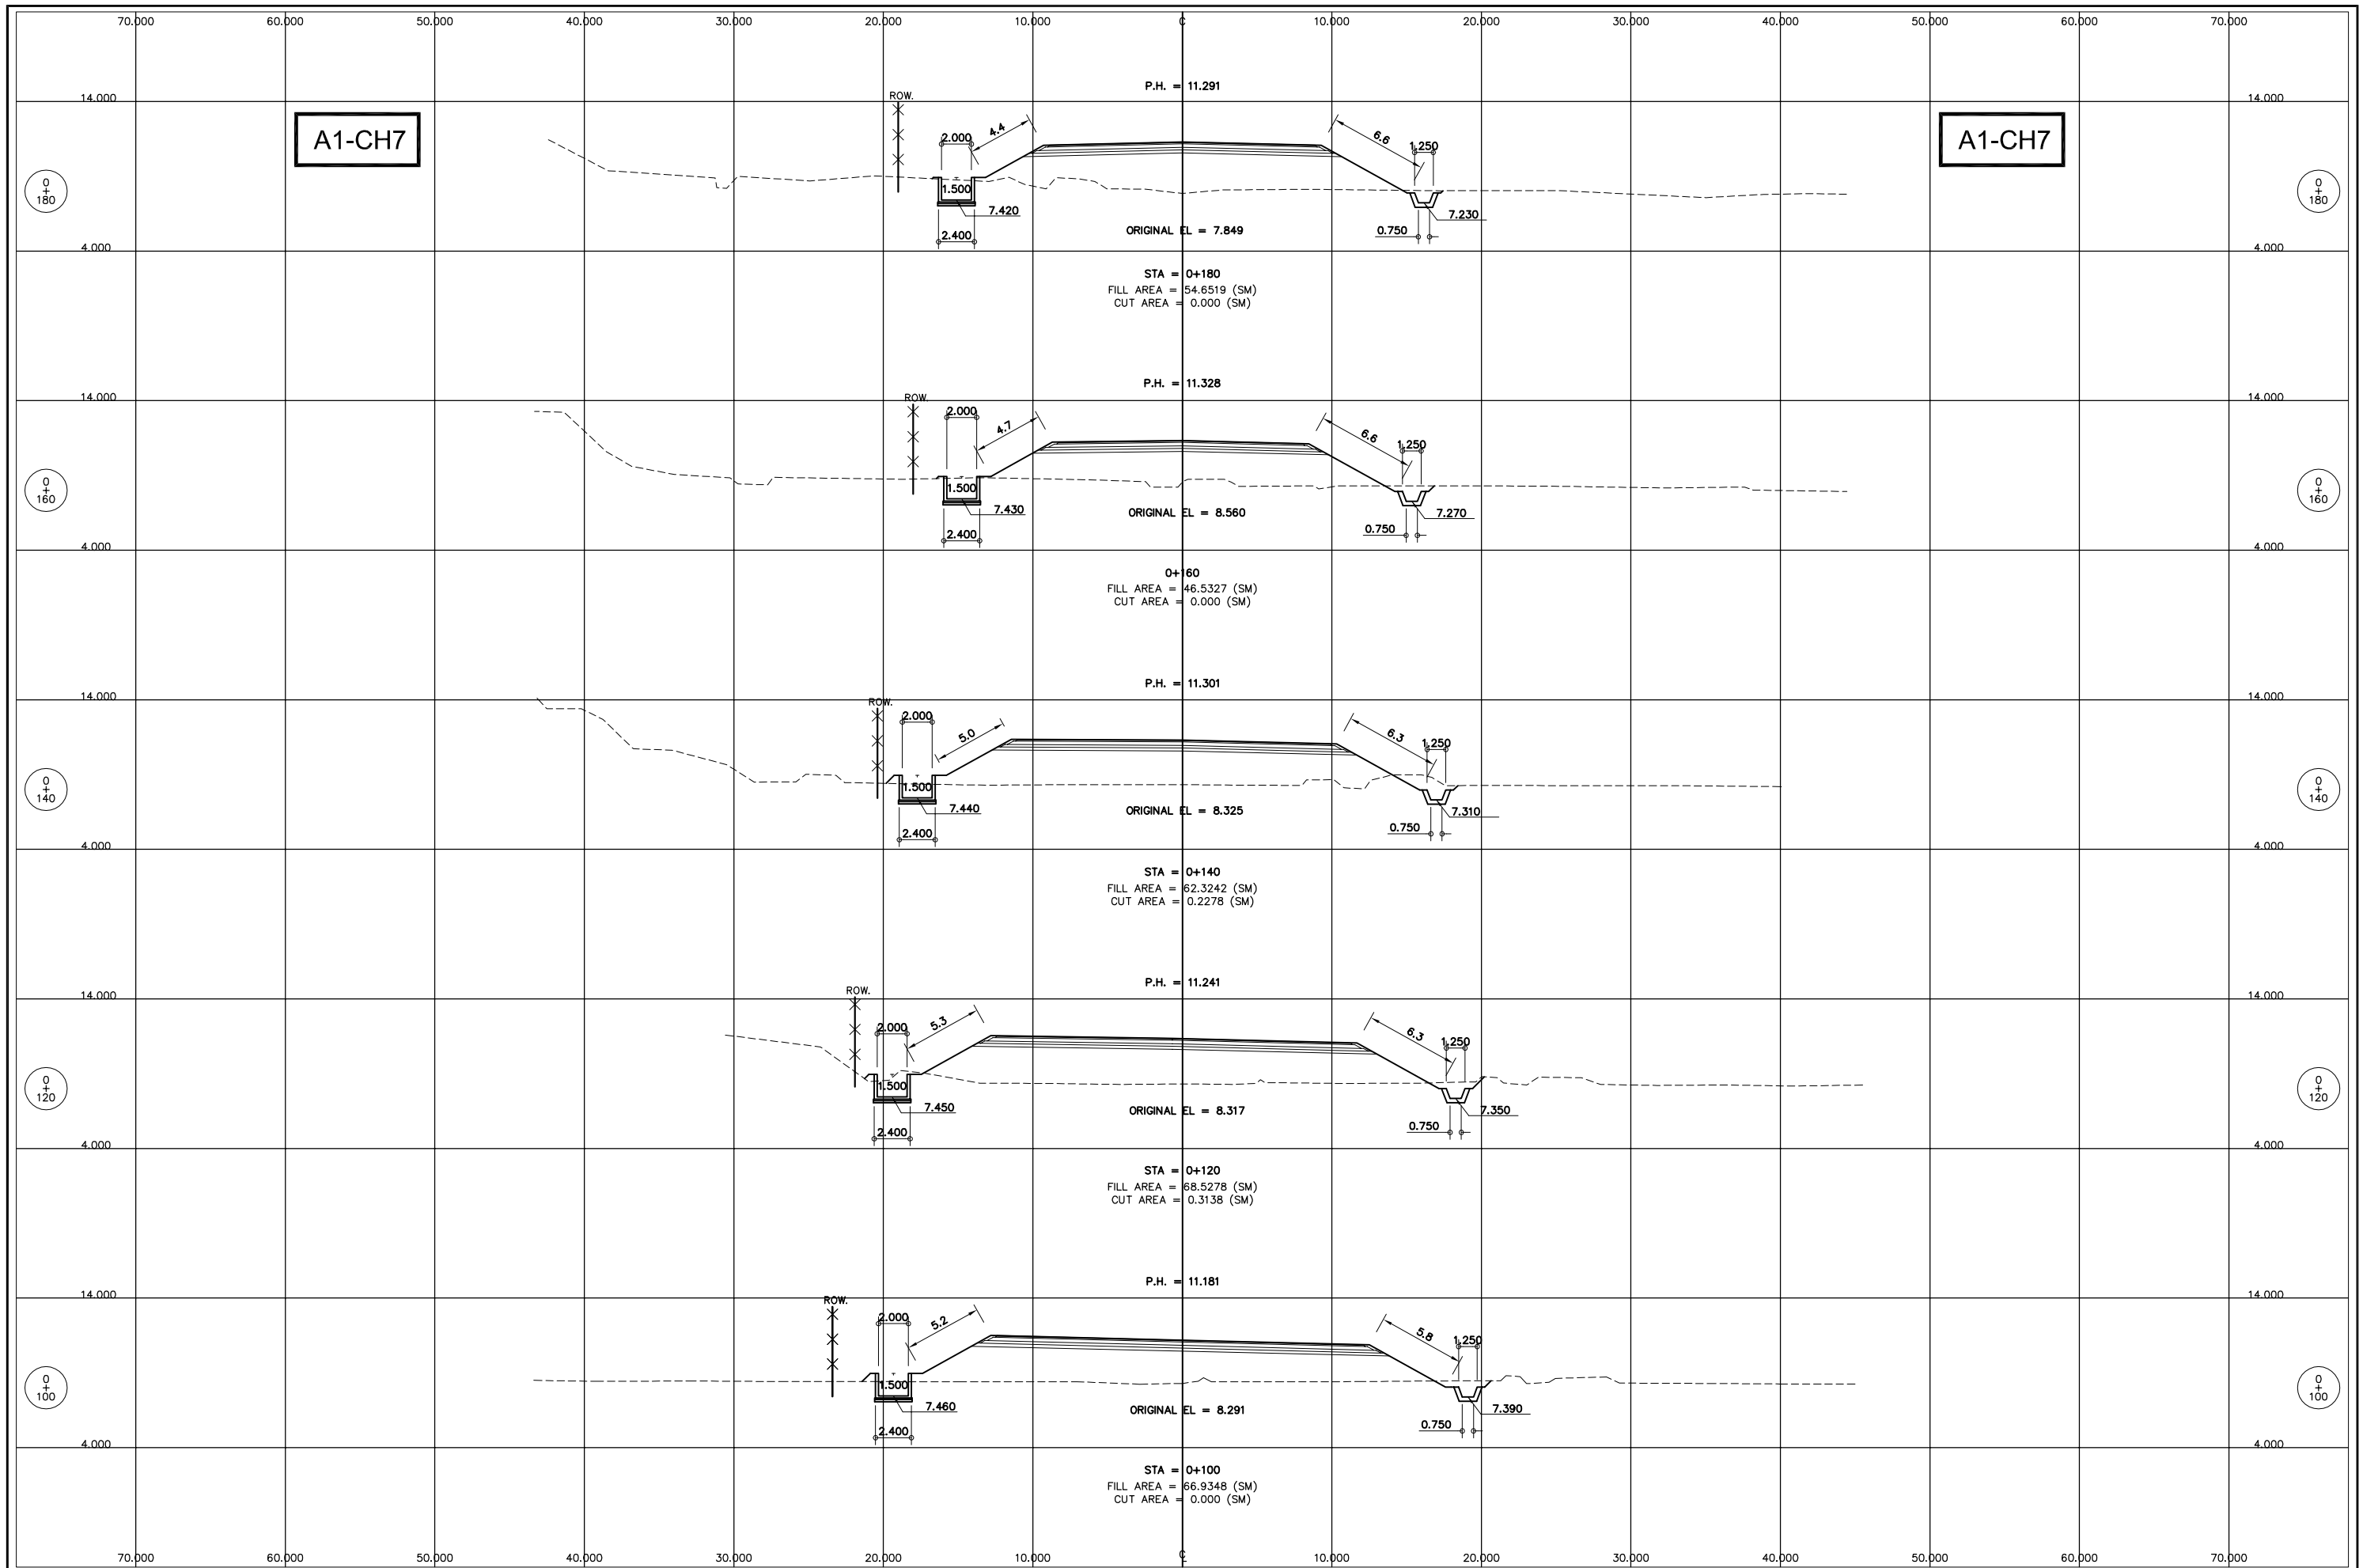 70.000 60.000 50.000 40.000 30.000 20.000 10.000 ℄ 10.000 20.000 30.000 40.000 50.000 60.000 70.000
P.H. = 11.291
14.000 ROW. 14.000
A1-CH7 A1-CH7
2.000 4.4 6.6 1.250
0 + 180 1.500 0 + 180
7.420 7.230
2.400 ORIGINAL EL = 7.849 0.750
4.000 4.000
STA = 0+180
FILL AREA = 54.6519 (SM)
CUT AREA = 0.000 (SM)
P.H. = 11.328
14.000 ROW. 14.000
2.000 4.7 6.6 1.250
0 + 160 1.500 0 + 160
7.430 ORIGINAL EL = 8.560 7.270
2.400 0.750
4.000 4.000
0+160
FILL AREA = 46.5327 (SM)
CUT AREA = 0.000 (SM)
P.H. = 11.301
14.000 ROW. 14.000
2.000 5.0 6.3 1.250
0 + 140 1.500 0 + 140
7.440 ORIGINAL EL = 8.325 7.310
2.400 0.750
4.000 4.000
STA = 0+140
FILL AREA = 62.3242 (SM)
CUT AREA = 0.2278 (SM)
P.H. = 11.241
14.000 ROW. 14.000
2.000 5.3 6.3 1.250
0 + 120 1.500 0 + 120
7.450 ORIGINAL EL = 8.317 7.350
2.400 0.750
4.000 4.000
STA = 0+120
FILL AREA = 68.5278 (SM)
CUT AREA = 0.3138 (SM)
P.H. = 11.181
14.000 ROW. 14.000
2.000 5.2 5.8 1.250
0 + 100 1.500 0 + 100
7.460 ORIGINAL EL = 8.291 7.390
2.400 0.750
4.000 4.000
STA = 0+100
FILL AREA = 66.9348 (SM)
CUT AREA = 0.000 (SM)
70.000 60.000 50.000 40.000 30.000 20.000 10.000 ℄ 10.000 20.000 30.000 40.000 50.000 60.000 70.000